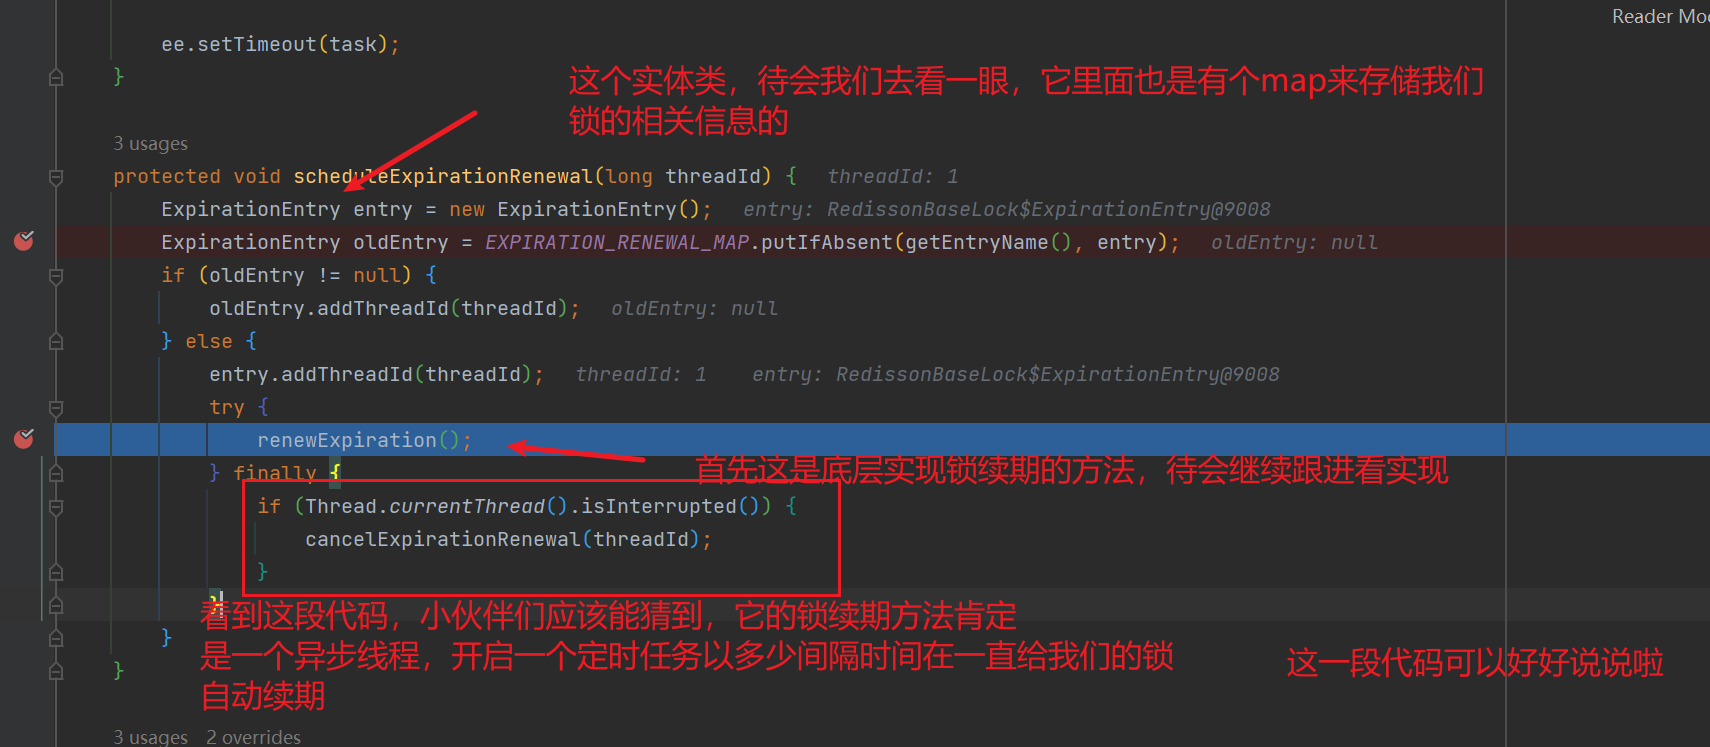 Reader Mo
ee.setTimeout(task);
}
这个实体类，待会我们去看一眼，它里面也是有个map来存储我们
锁的相关信息的
3 usages
protected void scheduleExpirationRenewal(long threadId) { threadId: 1
ExpirationEntry entry = new ExpirationEntry(); entry: RedissonBaseLock$ExpirationEntry@9008
ExpirationEntry oldEntry = EXPIRATION_RENEWAL_MAP.putIfAbsent(getEntryName(), entry); oldEntry: null
if (oldEntry != null) {
oldEntry.addThreadId(threadId); oldEntry: null
} else {
entry.addThreadId(threadId); threadId: 1 entry: RedissonBaseLock$ExpirationEntry@9008
try {
renewExpiration();
首先这是底层实现锁续期的方法，待会继续跟进看实现
} finally {
if (Thread.currentThread().isInterrupted()) {
cancelExpirationRenewal(threadId);
}
}
看到这段代码，小伙伴们应该能猜到，它的锁续期方法肯定
}
是一个异步线程，开启一个定时任务以多少间隔时间在一直给我们的锁
自动续期
这一段代码可以好好说说啦
}
3 usages 2 overrides